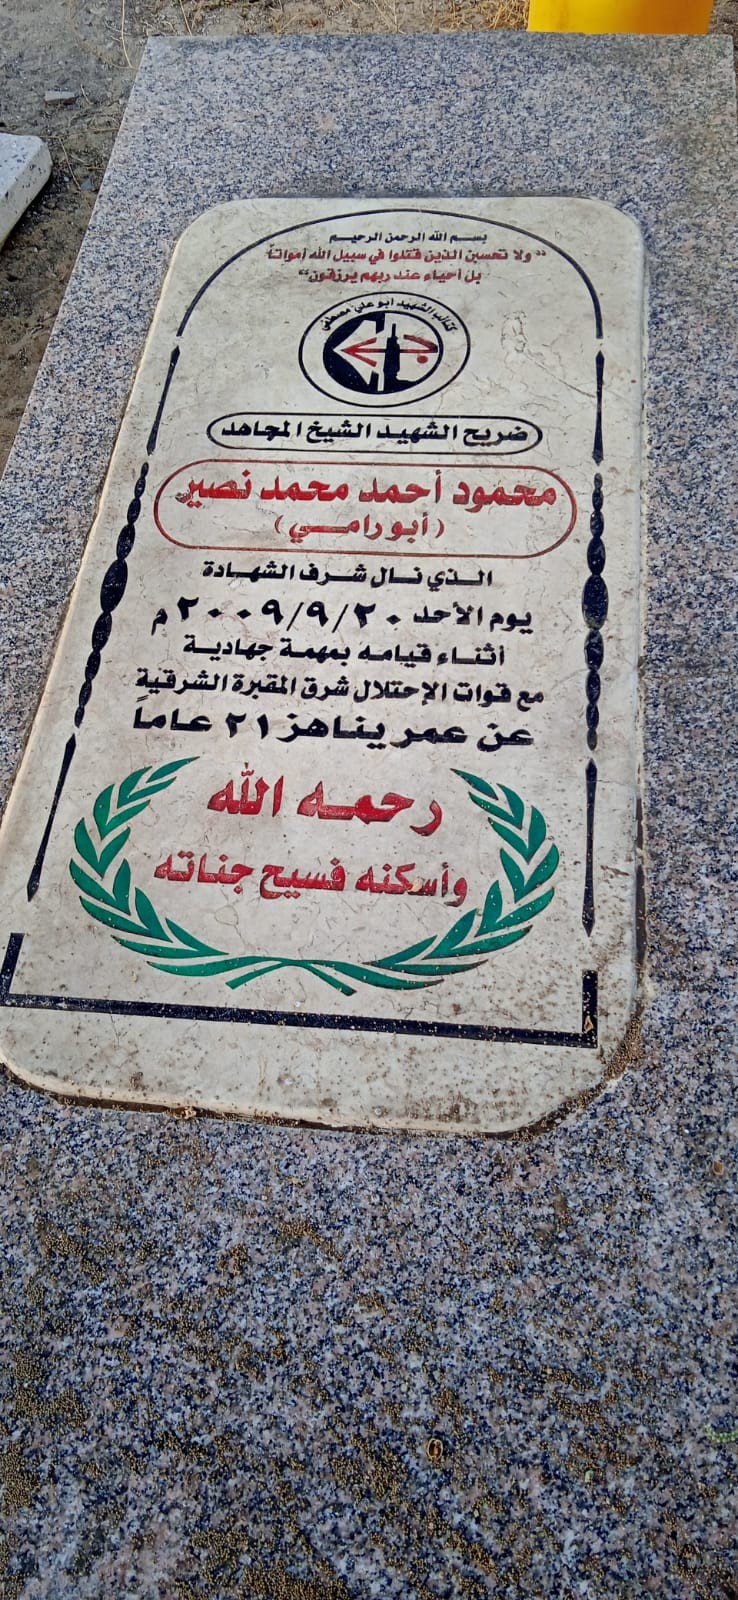 بسم الله الرحمن الرحيم
"ولا تحسبن الذين قتلوا في سبيل الله أمواتاً
بل أحياء عند ربهم يرزقون"
كتائب الشهيد ابو علي مصطفى
ضريح الشهيد الشيخ المجاهد
محمود أحمد محمد نصير
(أبو رامي)
الذي نال شرف الشهادة
يوم الأحد ٢٠٠٩/٩/٢٠م
أثناء قيامه بمهمة جهادية
مع قوات الإحتلال شرق المقبرة الشرقية
عن عمر يناهز ٢١ عاماً
رحمه الله
وأسكنه فسيح جناته